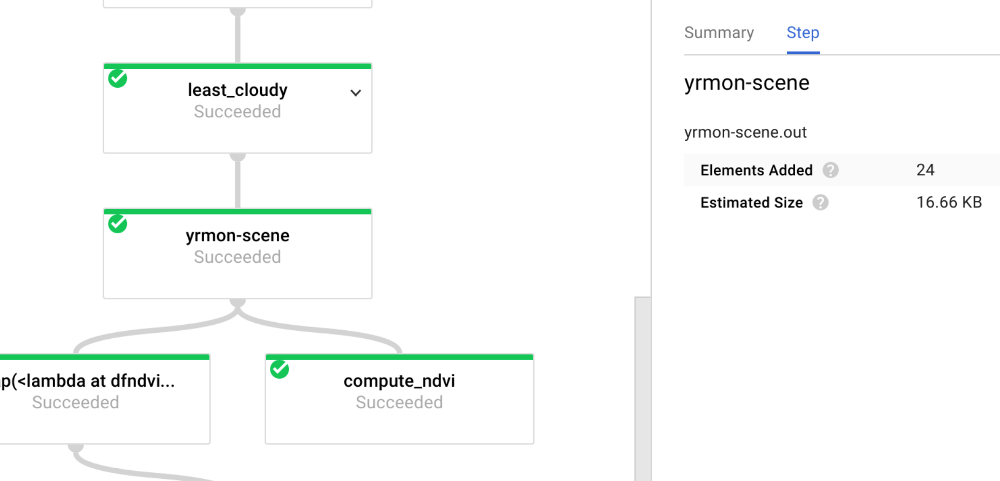 least_cloudy
Succeeded
yrmon-scene
Succeeded
p(<lambda at dfndvi...
Succeeded
compute_ndvi
Succeeded
Summary Step
yrmon-scene
yrmon-scene.out
Elements Added ? 24
Estimated Size ? 16.66 KB